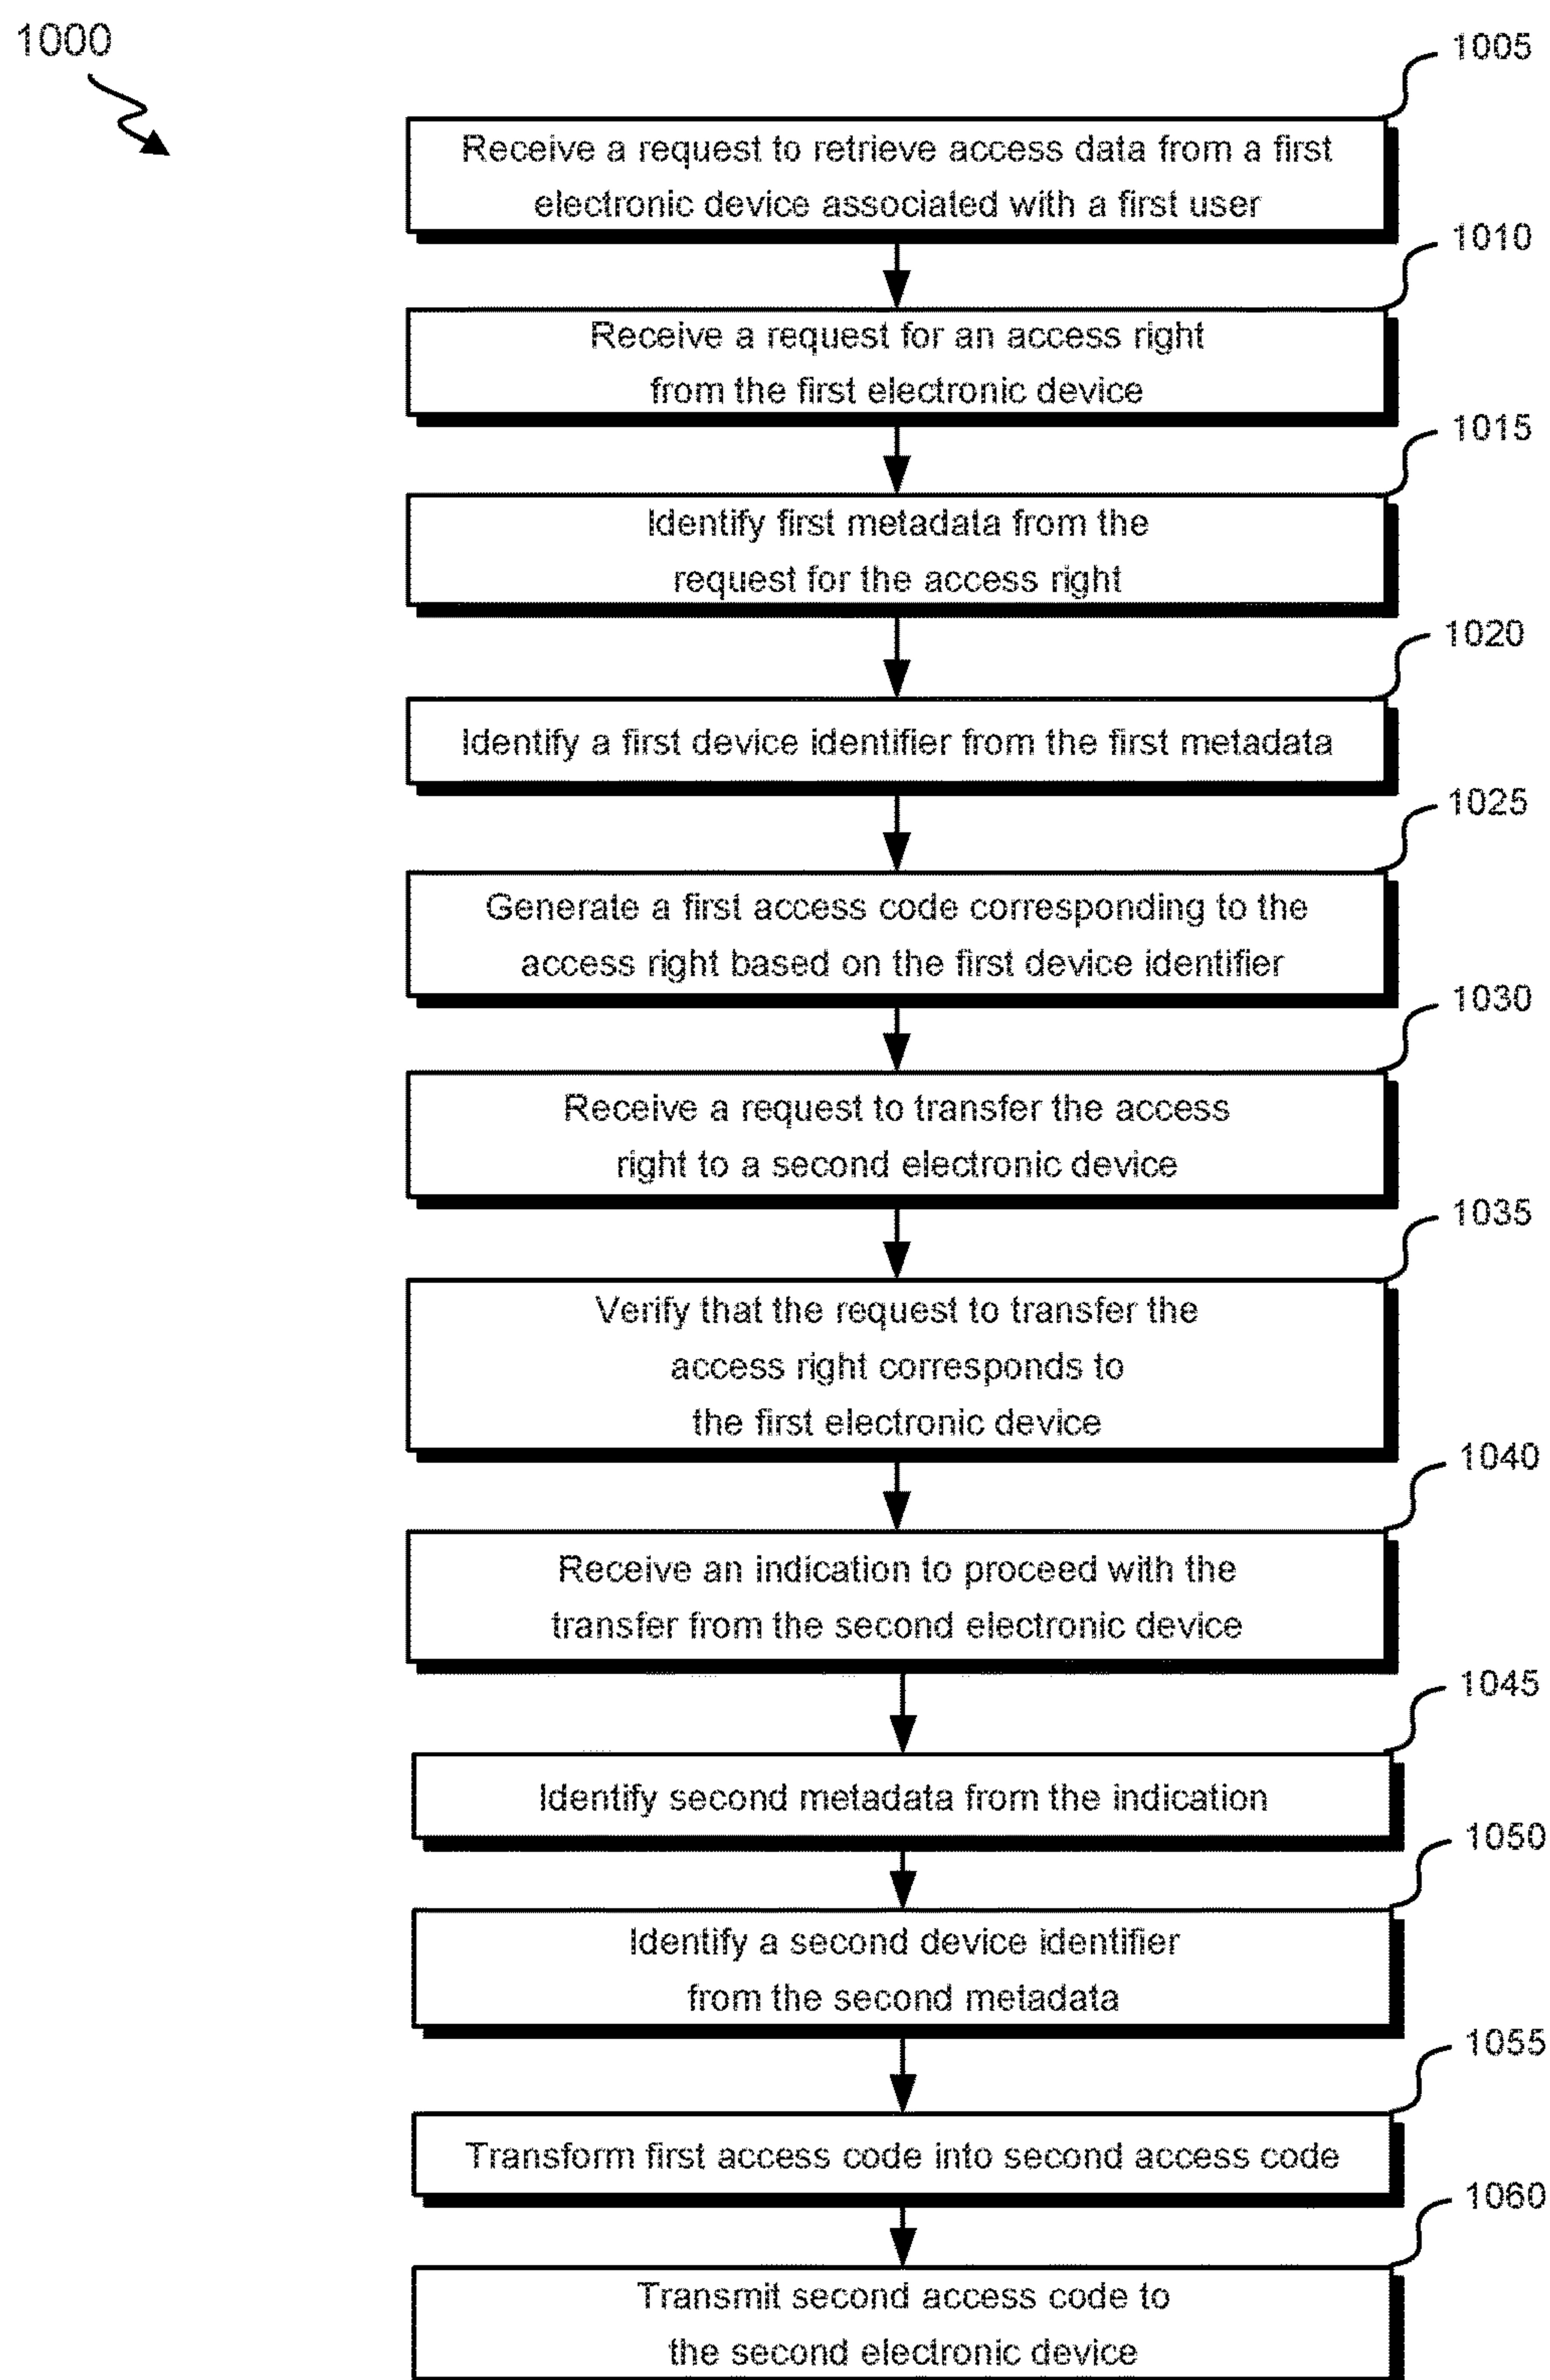 1000
1005
Receive a request to retrieve access data from a first
electronic device associated with a first user
1010
Receive a request for an access right
from the first electronic device
1015
Identify first metadata from the
request for the access right
1020
Identify a first device identifier from the first metadata
1025
Generate a first access code corresponding to the
access right based on the first device identifier
1030
Receive a request to transfer the access
right to a second electronic device
1035
Verify that the request to transfer the
access right corresponds to
the first electronic device
1040
Receive an indication to proceed with the
transfer from the second electronic device
1045
Identify second metadata from the indication
1050
Identify a second device identifier
from the second metadata
1055
Transform first access code into second access code
1060
Transmit second access code to
the second electronic device